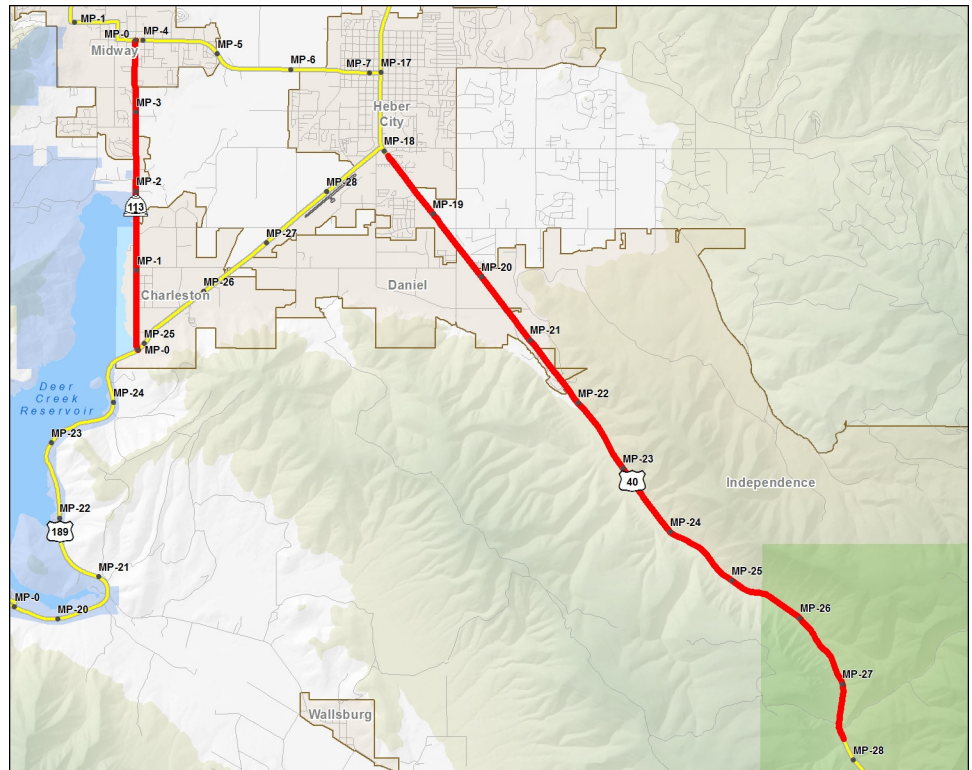 MP-1
MP-0
MP-4
Midway
MP-5
MP-6
MP-7
MP-17
MP-3
Heber
City
MP-18
MP-2
MP-28
113
MP-19
MP-27
MP-1
MP-20
MP-26
Charleston
Daniel
MP-25
MP-21
MP-0
Deer
Creek
Reservoir
MP-24
MP-22
MP-23
MP-23
40
Independence
MP-22
189
MP-24
MP-21
MP-25
MP-0
MP-20
MP-26
MP-27
Wallsburg
MP-28